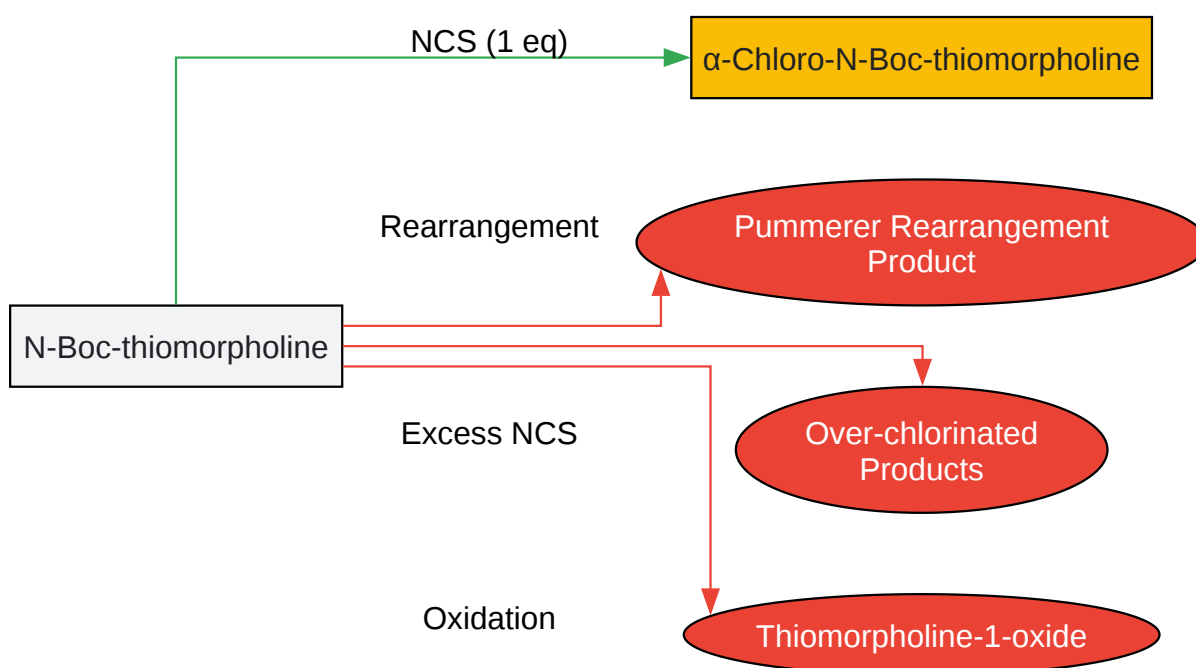 NCS (1 eq)
α-Chloro-N-Boc-thiomorpholine
Rearrangement
Pummerer Rearrangement
Product
N-Boc-thiomorpholine
Excess NCS
Over-chlorinated
Products
Oxidation
Thiomorpholine-1-oxide